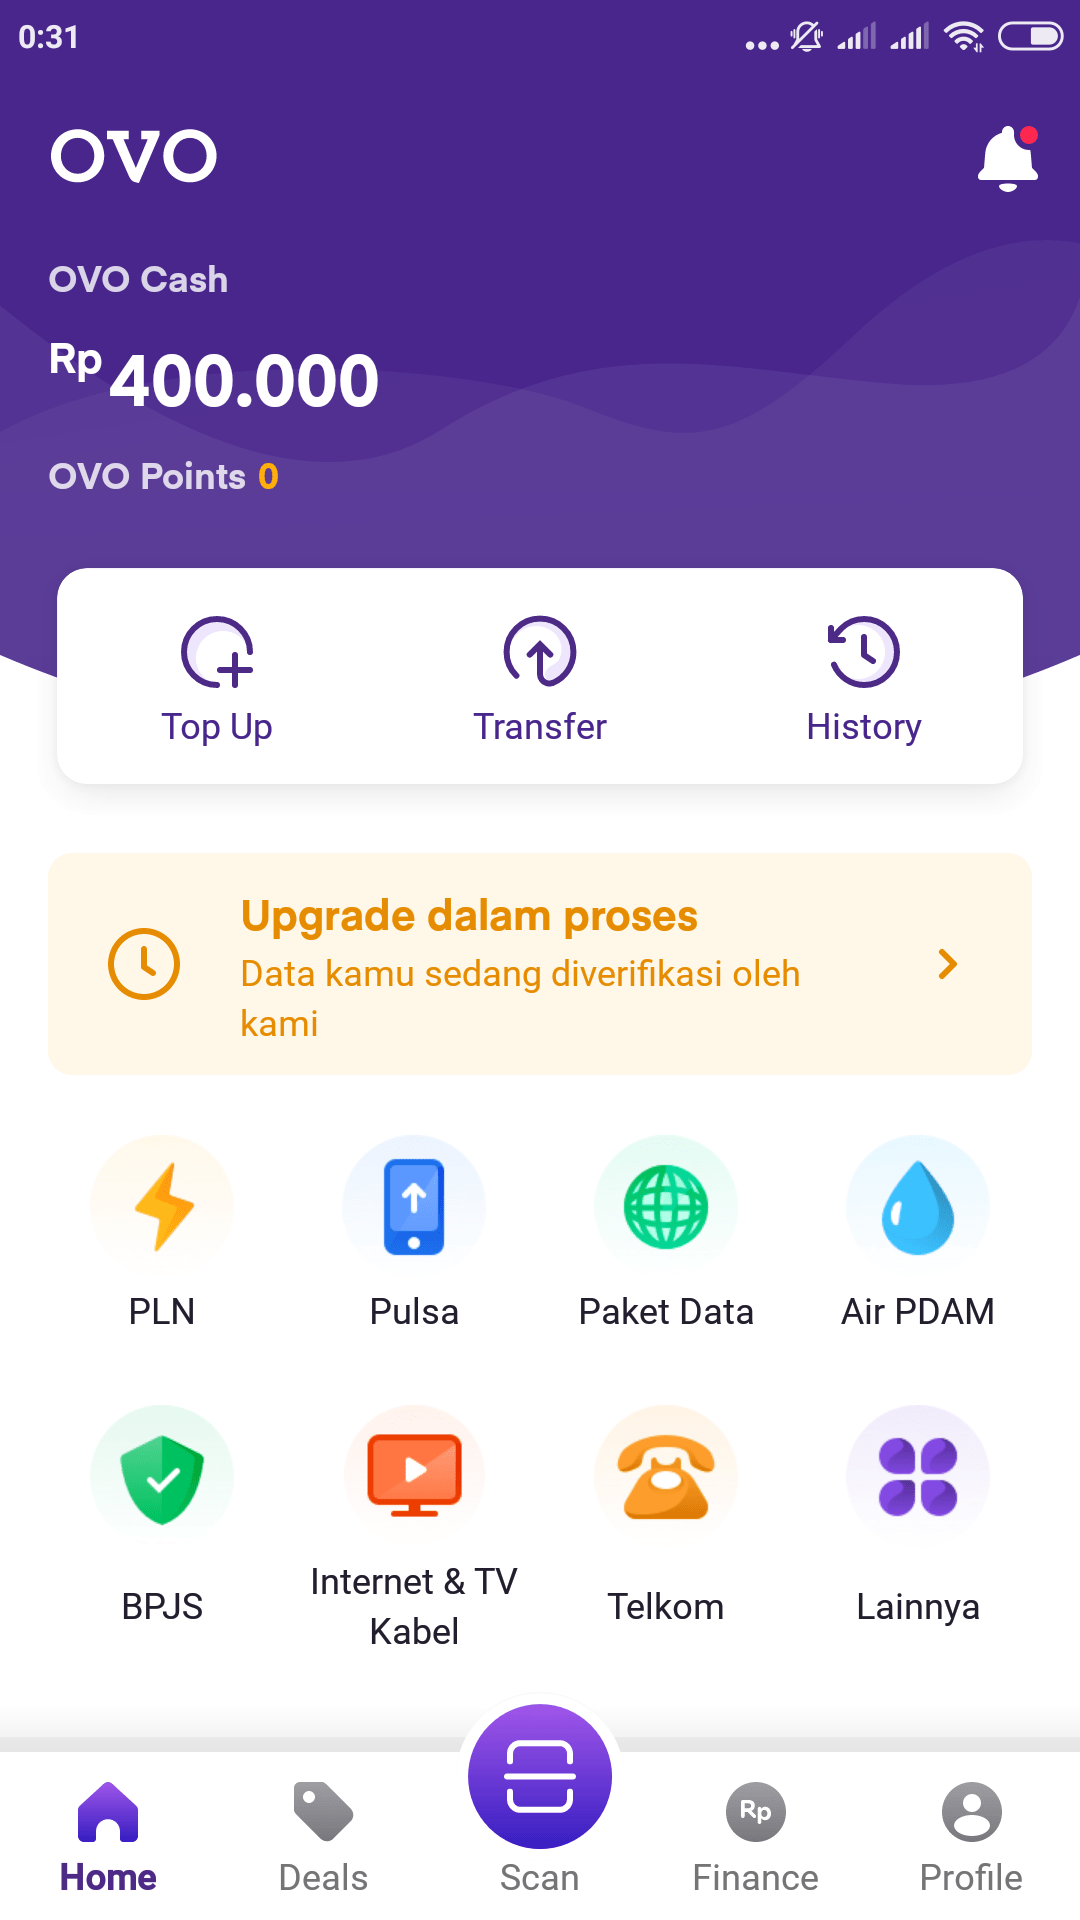 0:31
OVO
OVO Cash
Rp 400.000
OVO Points 0
Top Up
Transfer
History
Upgrade dalam proses
Data kamu sedang diverifikasi oleh
kami
PLN
Pulsa
Paket Data
Air PDAM
BPJS
Internet & TV
Kabel
Telkom
Lainnya
Rp
Home
Deals
Scan
Finance
Profile